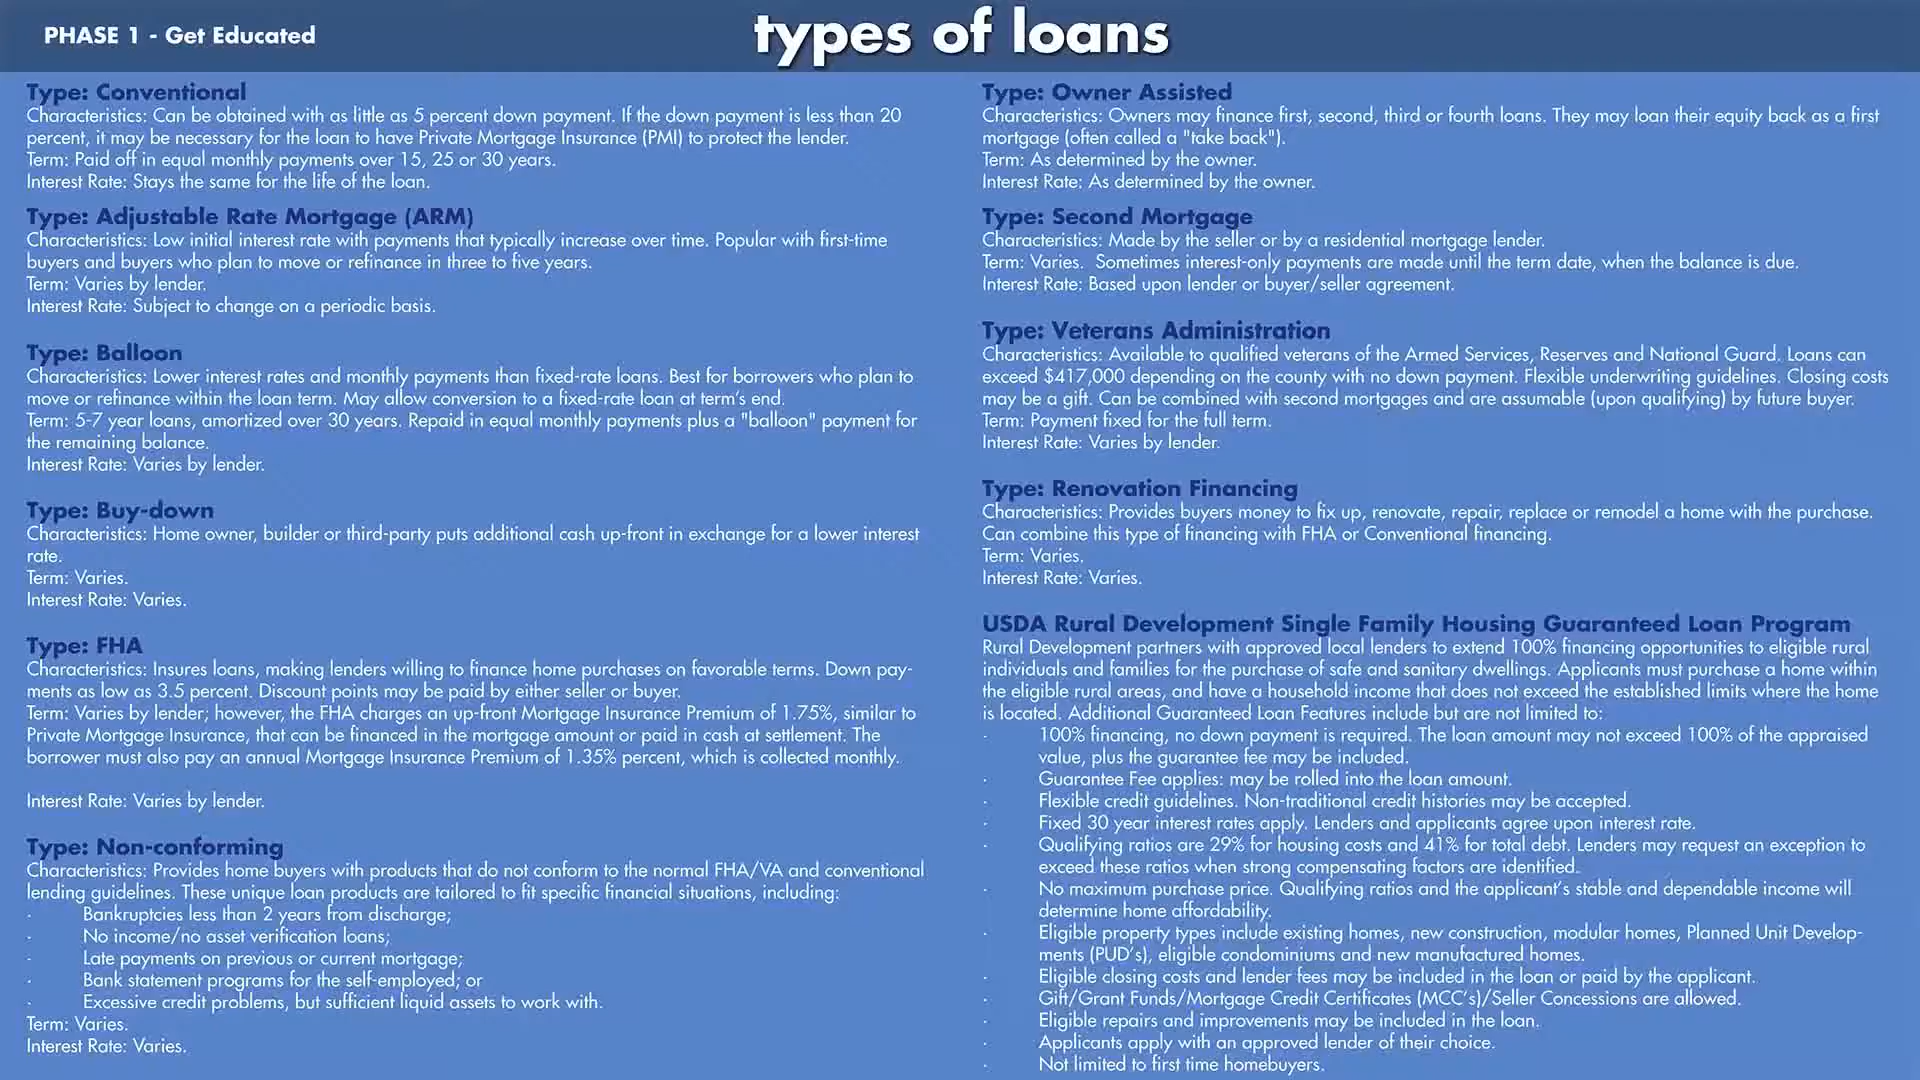 PHASE 1 - Get Educated
types of loans
Type: Conventional
Characteristics: Can be obtained with as little as 5 percent down payment. If the down payment is less than 20
percent, it may be necessary for the loan to have Private Mortgage Insurance (PMI) to protect the lender.
Term: Paid off in equal monthly payments over 15, 25 or 30 years.
Interest Rate: Stays the same for the life of the loan.
Type: Adjustable Rate Mortgage (ARM)
Characteristics: Low initial interest rate with payments that typically increase over time. Popular with first-time
buyers and buyers who plan to move or refinance in three to five years.
Term: Varies by lender.
Interest Rate: Subject to change on a periodic basis.
Type: Balloon
Characteristics: Lower interest rates and monthly payments than fixed-rate loans. Best for borrowers who plan to
move or refinance within the loan term. May allow conversion to a fixed-rate loan at term's end.
Term: 5-7 year loans, amortized over 30 years. Repaid in equal monthly payments plus a "balloon" payment for
the remaining balance.
Interest Rate: Varies by lender.
Type: Buy-down
Characteristics: Home owner, builder or third-party puts additional cash up-front in exchange for a lower interest
rate.
Term: Varies.
Interest Rate: Varies.
Type: FHA
Characteristics: Insures loans, making lenders willing to finance home purchases on favorable terms. Down pay-
ments as low as 3.5 percent. Discount points may be paid by either seller or buyer.
Term: Varies by lender; however, the FHA charges an up-front Mortgage Insurance Premium of 1.75%, similar to
Private Mortgage Insurance, that can be financed in the mortgage amount or paid in cash at settlement. The
borrower must also pay an annual Mortgage Insurance Premium of 1.35% percent, which is collected monthly.
Interest Rate: Varies by lender.
Type: Non-conforming
Characteristics: Provides home buyers with products that do not conform to the normal FHA/VA and conventional
lending guidelines. These unique loan products are tailored to fit specific financial situations, including:
· Bankruptcies less than 2 years from discharge;
· No income/no asset verification loans;
· Late payments on previous or current mortgage;
· Bank statement programs for the self-employed; or
· Excessive credit problems, but sufficient liquid assets to work with.
Term: Varies.
Interest Rate: Varies.
Type: Owner Assisted
Characteristics: Owners may finance first, second, third or fourth loans. They may loan their equity back as a first
mortgage (often called a "take back").
Term: As determined by the owner.
Interest Rate: As determined by the owner.
Type: Second Mortgage
Characteristics: Made by the seller or by a residential mortgage lender.
Term: Varies. Sometimes interest-only payments are made until the term date, when the balance is due.
Interest Rate: Based upon lender or buyer/seller agreement.
Type: Veterans Administration
Characteristics: Available to qualified veterans of the Armed Services, Reserves and National Guard. Loans can
exceed $417,000 depending on the county with no down payment. Flexible underwriting guidelines. Closing costs
may be a gift. Can be combined with second mortgages and are assumable (upon qualifying) by future buyer.
Term: Payment fixed for the full term.
Interest Rate: Varies by lender.
Type: Renovation Financing
Characteristics: Provides buyers money to fix up, renovate, repair, replace or remodel a home with the purchase.
Can combine this type of financing with FHA or Conventional financing.
Term: Varies.
Interest Rate: Varies.
USDA Rural Development Single Family Housing Guaranteed Loan Program
Rural Development partners with approved local lenders to extend 100% financing opportunities to eligible rural
individuals and families for the purchase of safe and sanitary dwellings. Applicants must purchase a home within
the eligible rural areas, and have a household income that does not exceed the established limits where the home
is located. Additional Guaranteed Loan Features include but are not limited to:
· 100% financing, no down payment is required. The loan amount may not exceed 100% of the appraised
value, plus the guarantee fee may be included.
· Guarantee Fee applies: may be rolled into the loan amount.
· Flexible credit guidelines. Non-traditional credit histories may be accepted.
· Fixed 30 year interest rates apply. Lenders and applicants agree upon interest rate.
· Qualifying ratios are 29% for housing costs and 41% for total debt. Lenders may request an exception to
exceed these ratios when strong compensating factors are identified.
· No maximum purchase price. Qualifying ratios and the applicant's stable and dependable income will
determine home affordability.
· Eligible property types include existing homes, new construction, modular homes, Planned Unit Develop-
ments (PUD's), eligible condominiums and new manufactured homes.
· Eligible closing costs and lender fees may be included in the loan or paid by the applicant.
· Gift/Grant Funds/Mortgage Credit Certificates (MCC's)/Seller Concessions are allowed.
· Eligible repairs and improvements may be included in the loan.
· Applicants apply with an approved lender of their choice.
· Not limited to first time homebuyers.